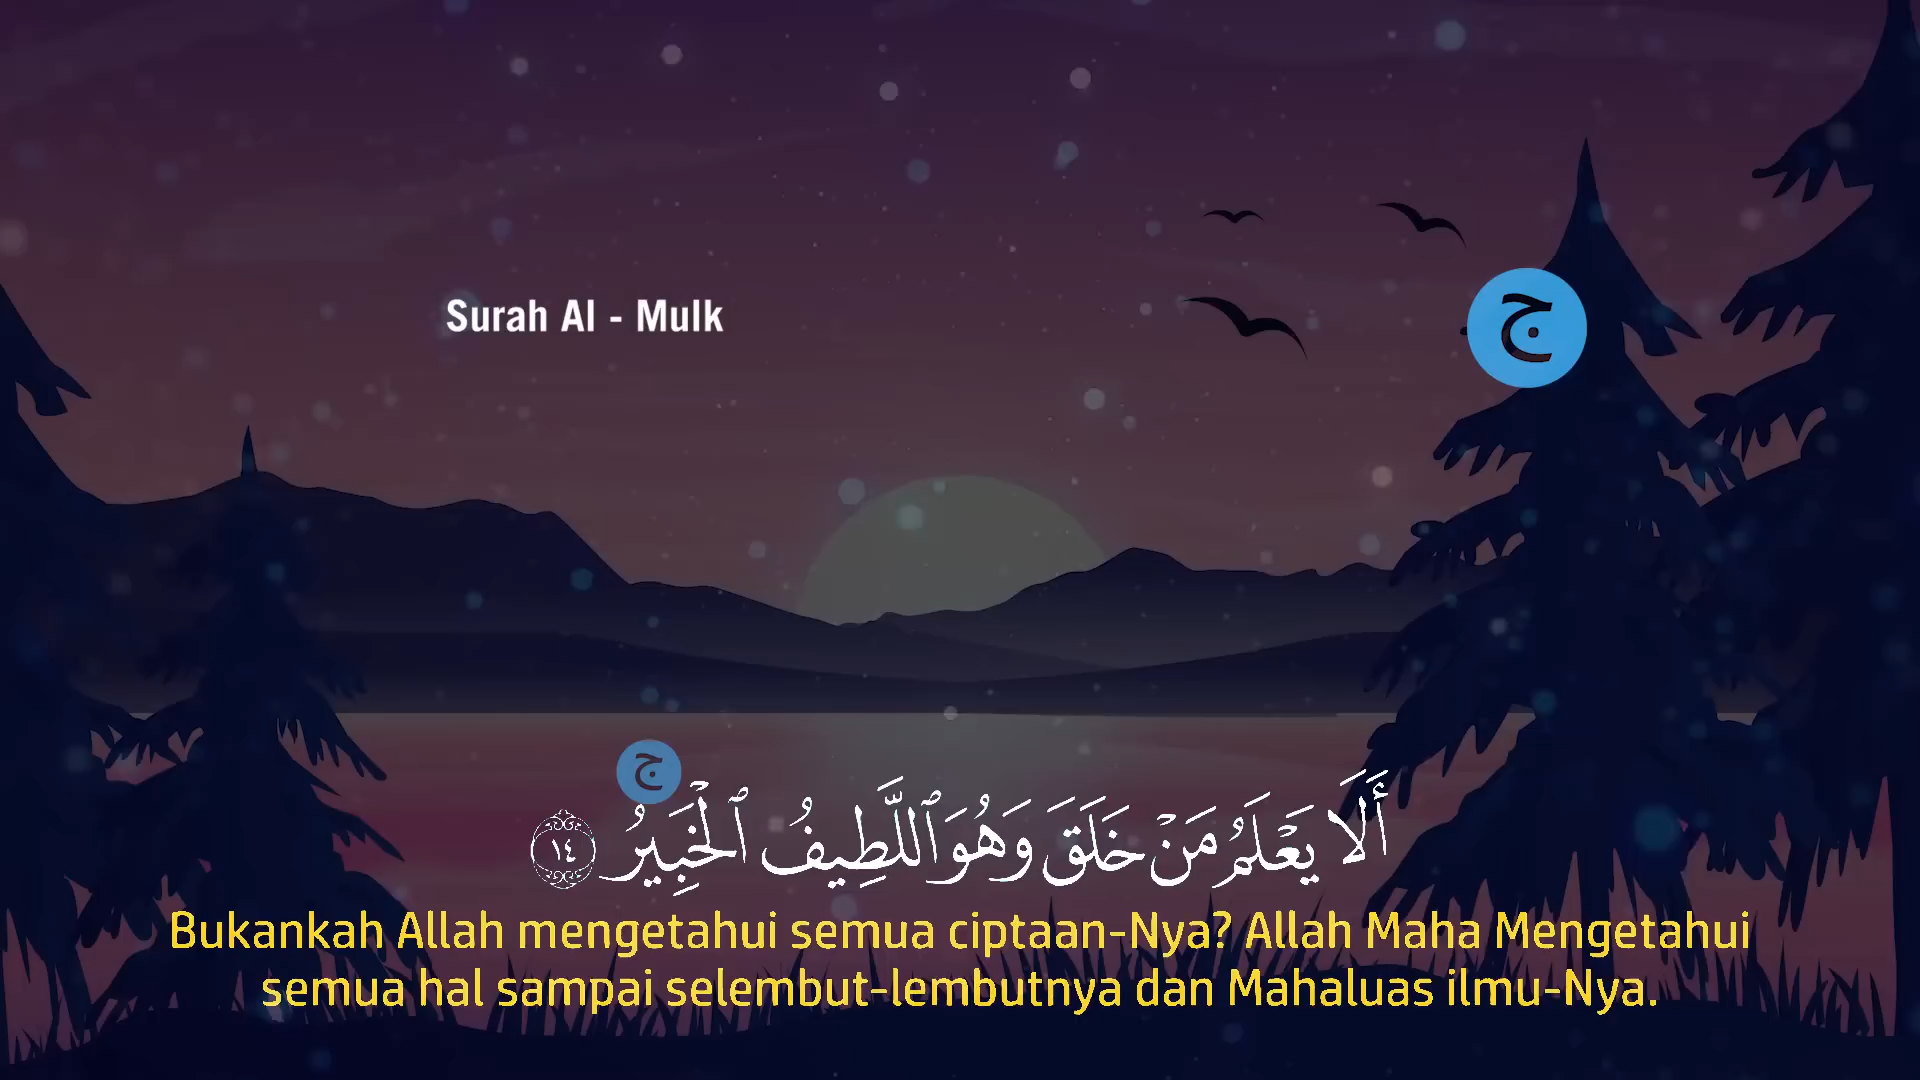 Surah Al - Mulk
ج
ج
أَلَا يَعْلَمُ مَنْ خَلَقَ وَهُوَ ٱللَّطِيفُ ٱلْخَبِيرُ ١٤
Bukankah Allah mengetahui semua ciptaan-Nya? Allah Maha Mengetahui
semua hal sampai selembut-lembutnya dan Mahaluas ilmu-Nya.